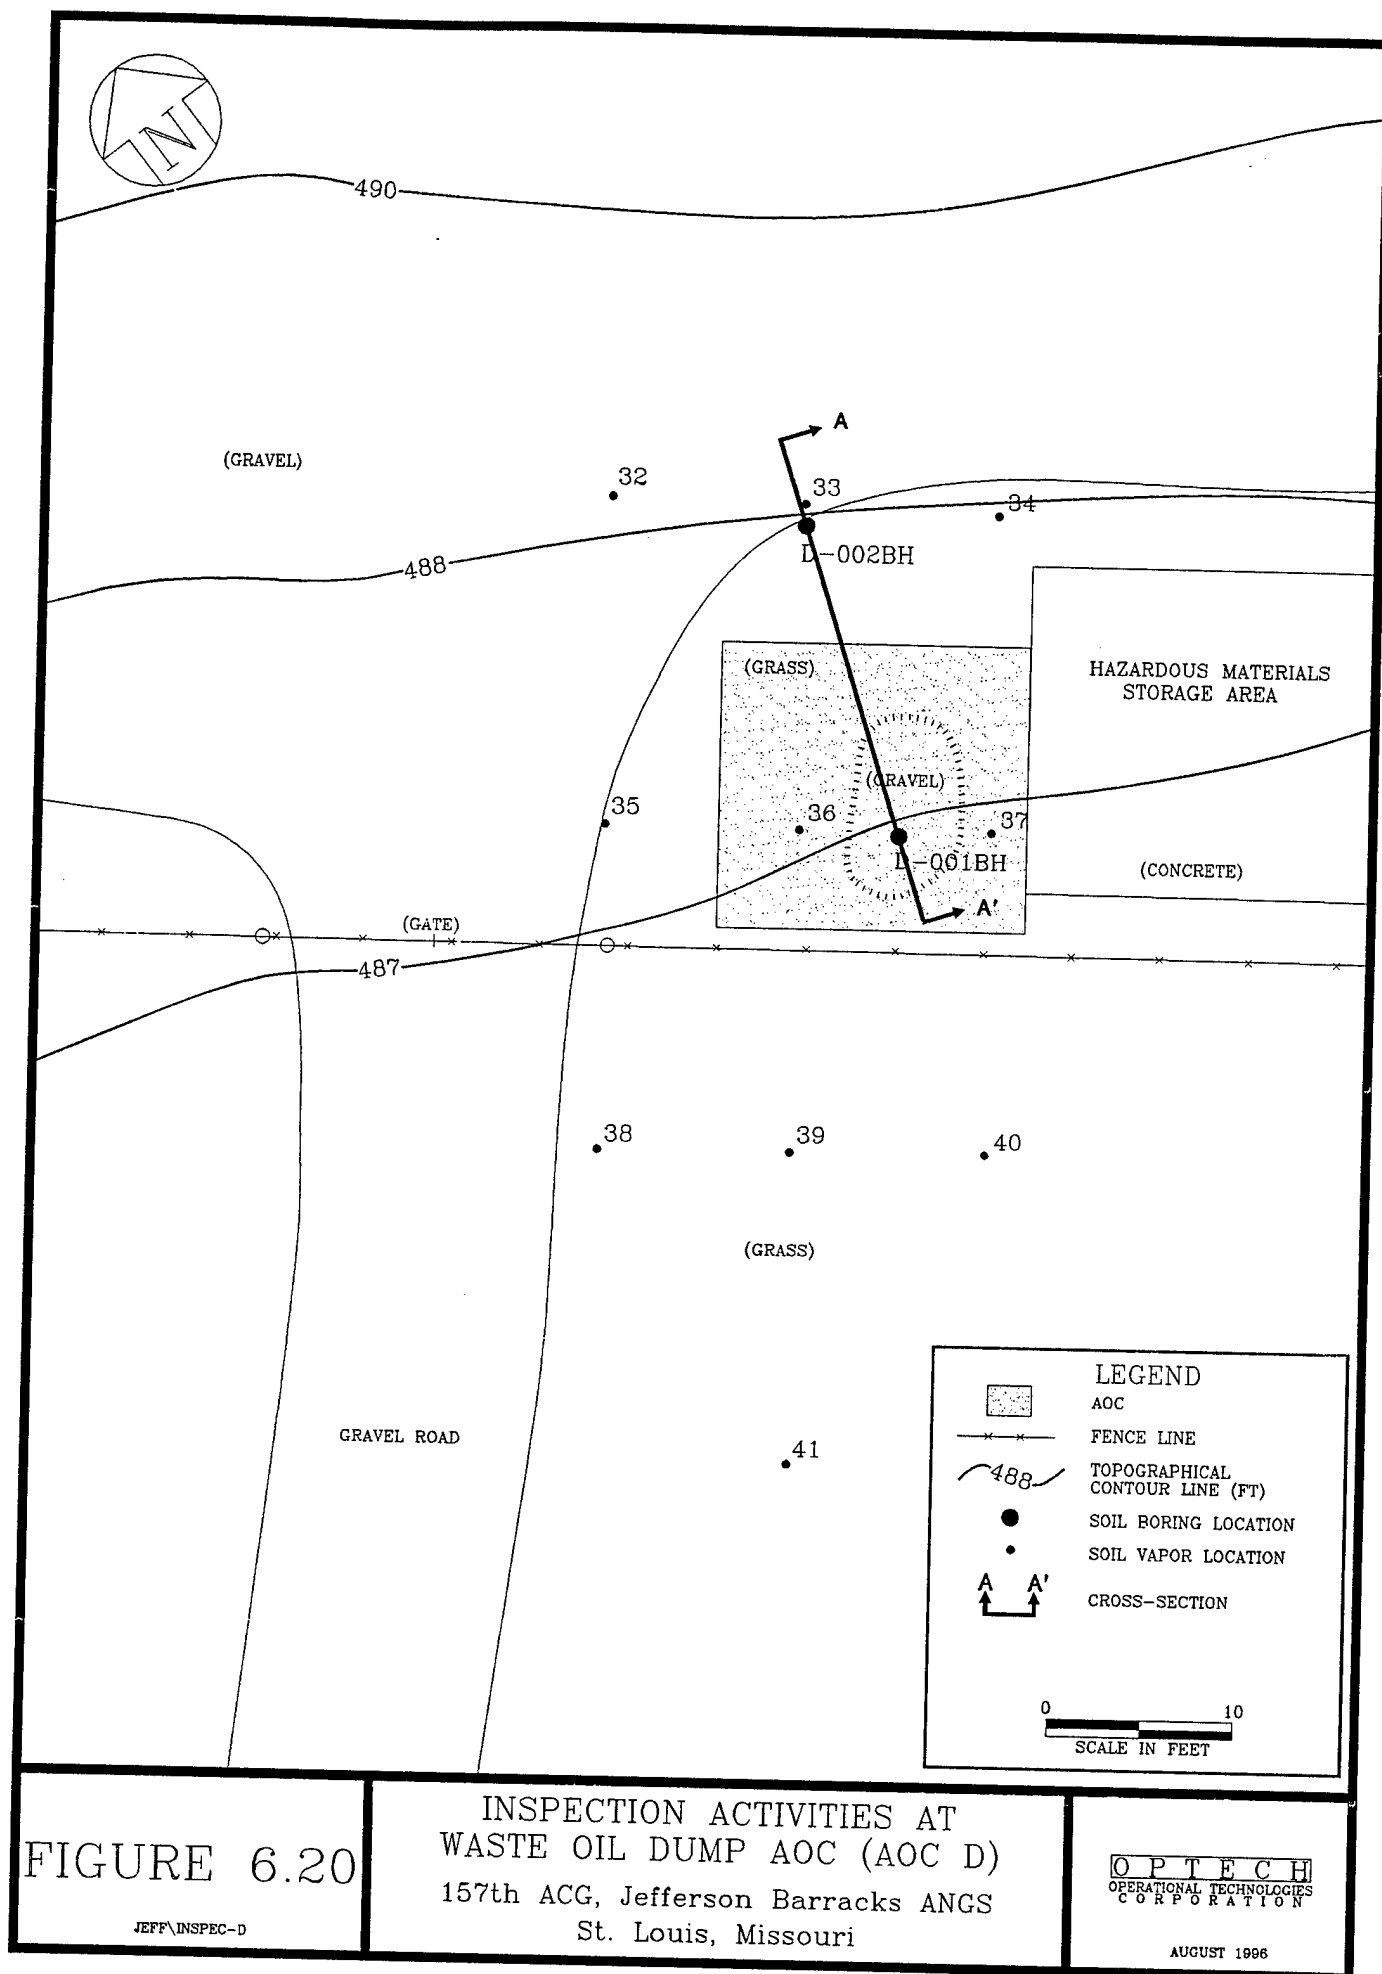 N
490
A
(GRAVEL)
32
33
34
D-002BH
488
(GRASS)
HAZARDOUS MATERIALS
STORAGE AREA
(GRAVEL)
35
36
37
D-001BH
(CONCRETE)
A'
(GATE)
487
38
39
40
(GRASS)
GRAVEL ROAD
41
LEGEND
AOC
FENCE LINE
488
TOPOGRAPHICAL
CONTOUR LINE (FT)
SOIL BORING LOCATION
SOIL VAPOR LOCATION
A A'
CROSS-SECTION
0 10
SCALE IN FEET
FIGURE 6.20
JEFF\INSPEC-D
INSPECTION ACTIVITIES AT
WASTE OIL DUMP AOC (AOC D)
157th ACG, Jefferson Barracks ANGS
St. Louis, Missouri
OPTECH
OPERATIONAL TECHNOLOGIES
CORPORATION
AUGUST 1996